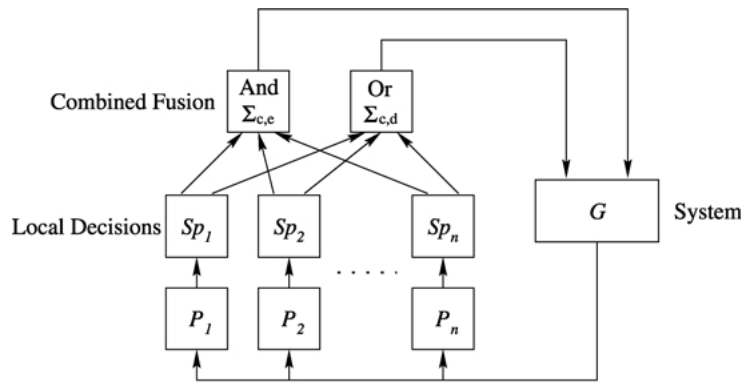 And
Σc,e
Or
Σc,d
Combined Fusion
Local Decisions
Sp1
Sp2
Spn
G
System
. . . . .
P1
P2
Pn